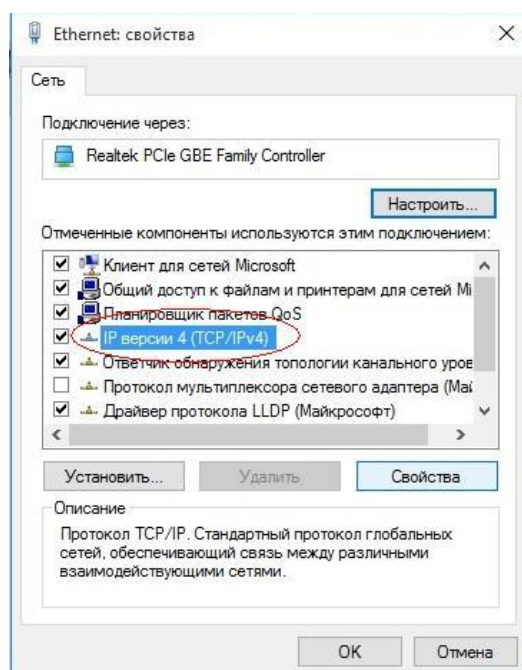 Ethernet: свойства
Сеть
Подключение через:
Realtek PCIe GBE Family Controller
Настроить...
Отмеченные компоненты используются этим подключением:
Клиент для сетей Microsoft
Общий доступ к файлам и принтерам для сетей Mi
Планировщик пакетов QoS
IP версии 4 (TCP/IPv4)
Ответчик обнаружения топологии канального уров
Протокол мультиплексора сетевого адаптера (Май
Драйвер протокола LLDP (Майкрософт)
Установить... Удалить Свойства
Описание
Протокол TCP/IP. Стандартный протокол глобальных
сетей, обеспечивающий связь между различными
взаимодействующими сетями.
OK Отмена